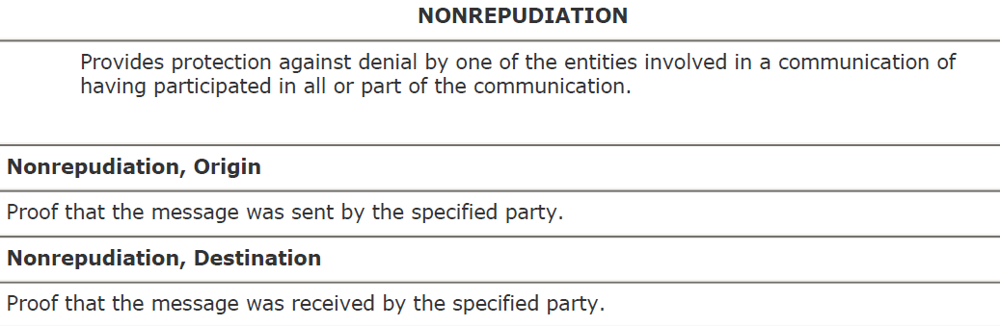 NONREPUDIATION
Provides protection against denial by one of the entities involved in a communication of
having participated in all or part of the communication.
Nonrepudiation, Origin
Proof that the message was sent by the specified party.
Nonrepudiation, Destination
Proof that the message was received by the specified party.